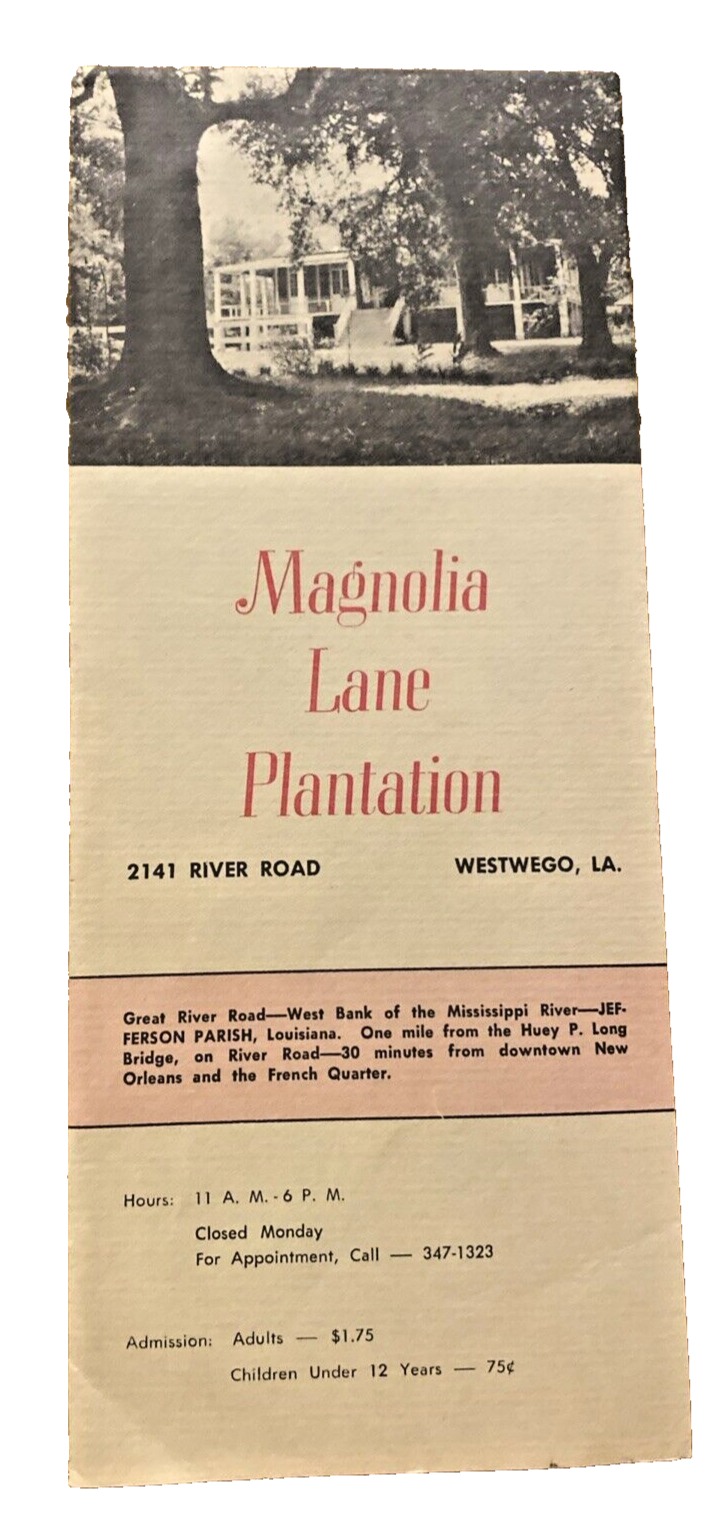 Magnolia
Lane
Plantation
2141 RIVER ROAD WESTWEGO, LA.
Great River Road—West Bank of the Mississippi River—JEF-
FERSON PARISH, Louisiana. One mile from the Huey P. Long
Bridge, on River Road—30 minutes from downtown New
Orleans and the French Quarter.
Hours: 11 A. M. - 6 P. M.
Closed Monday
For Appointment, Call — 347-1323
Admission: Adults — $1.75
Children Under 12 Years — 75¢